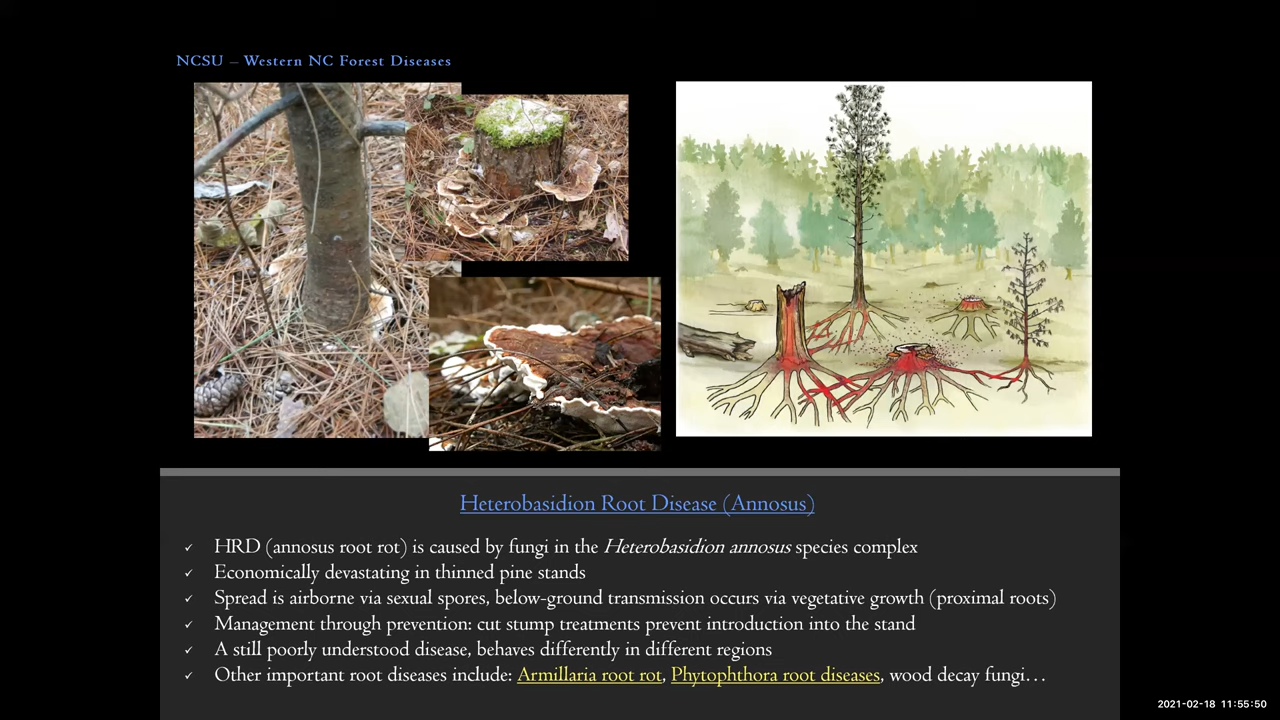 NCSU – Western NC Forest Diseases
Heterobasidion Root Disease (Annosus)
✓ HRD (annosus root rot) is caused by fungi in the Heterobasidion annosus species complex
✓ Economically devastating in thinned pine stands
✓ Spread is airborne via sexual spores, below-ground transmission occurs via vegetative growth (proximal roots)
✓ Management through prevention: cut stump treatments prevent introduction into the stand
✓ A still poorly understood disease, behaves differently in different regions
✓ Other important root diseases include: Armillaria root rot, Phytophthora root diseases, wood decay fungi…
2021-02-18 11:55:50